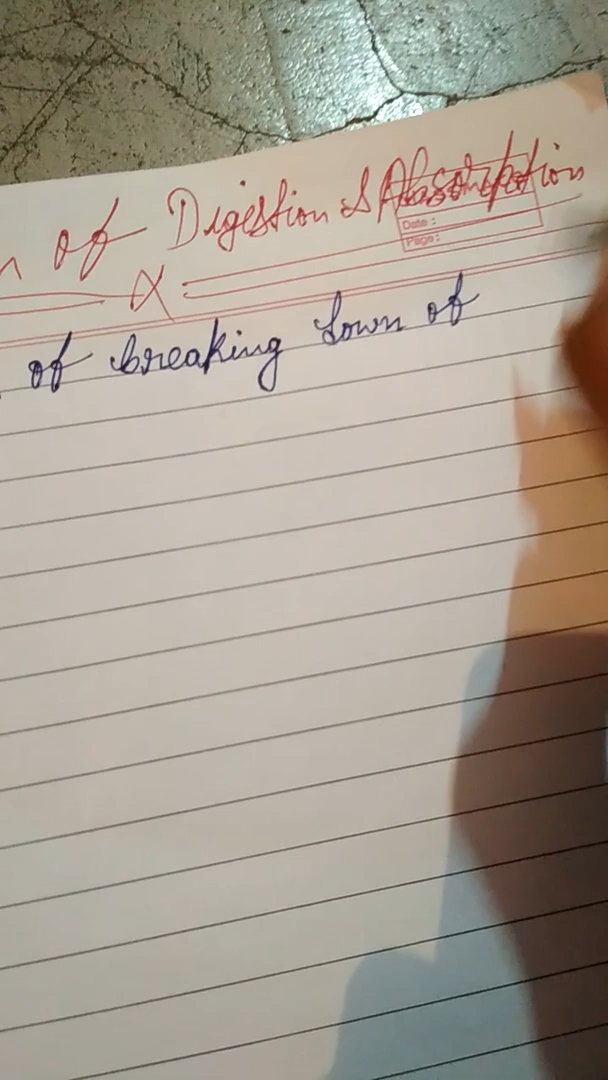 of Digestion & Absorption
Date :
Page :
of breaking down of